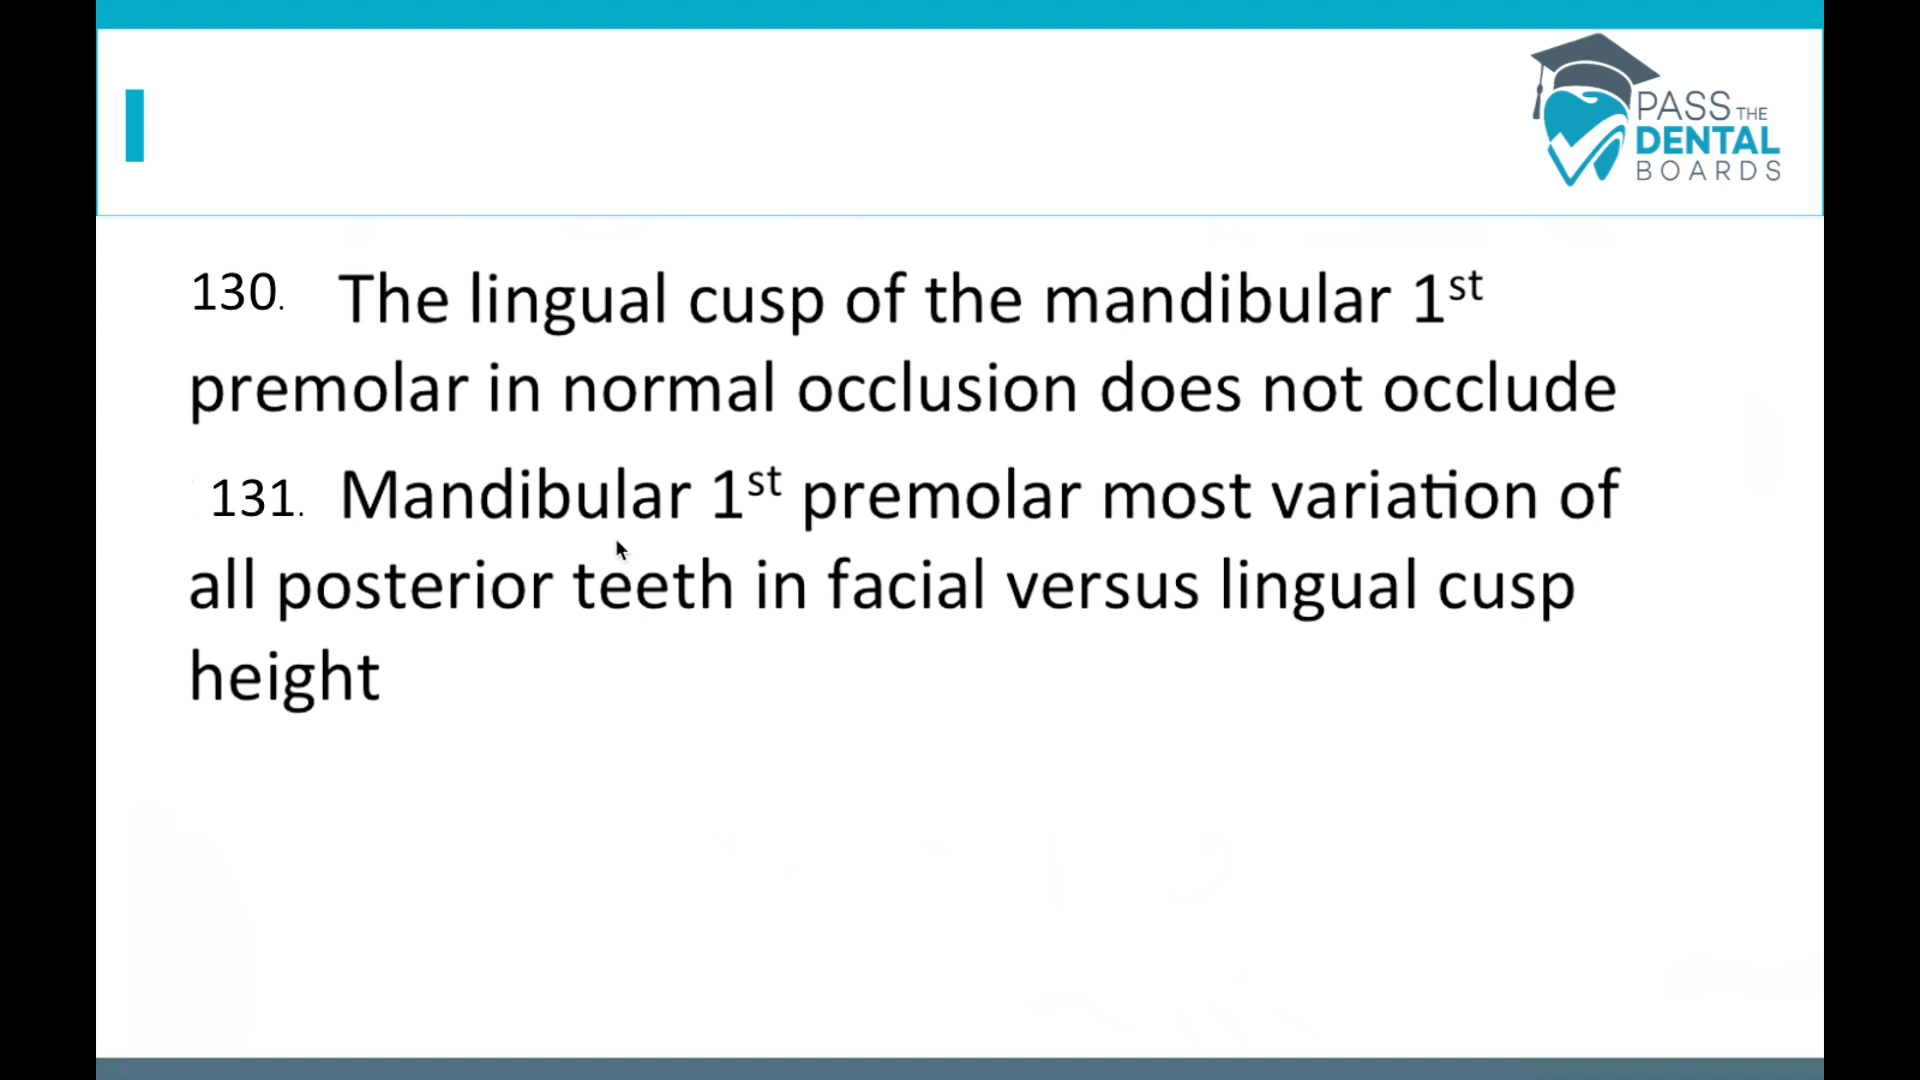 PASS THE
DENTAL
BOARDS
130. The lingual cusp of the mandibular 1st
premolar in normal occlusion does not occlude
131. Mandibular 1st premolar most variation of
all posterior teeth in facial versus lingual cusp
height